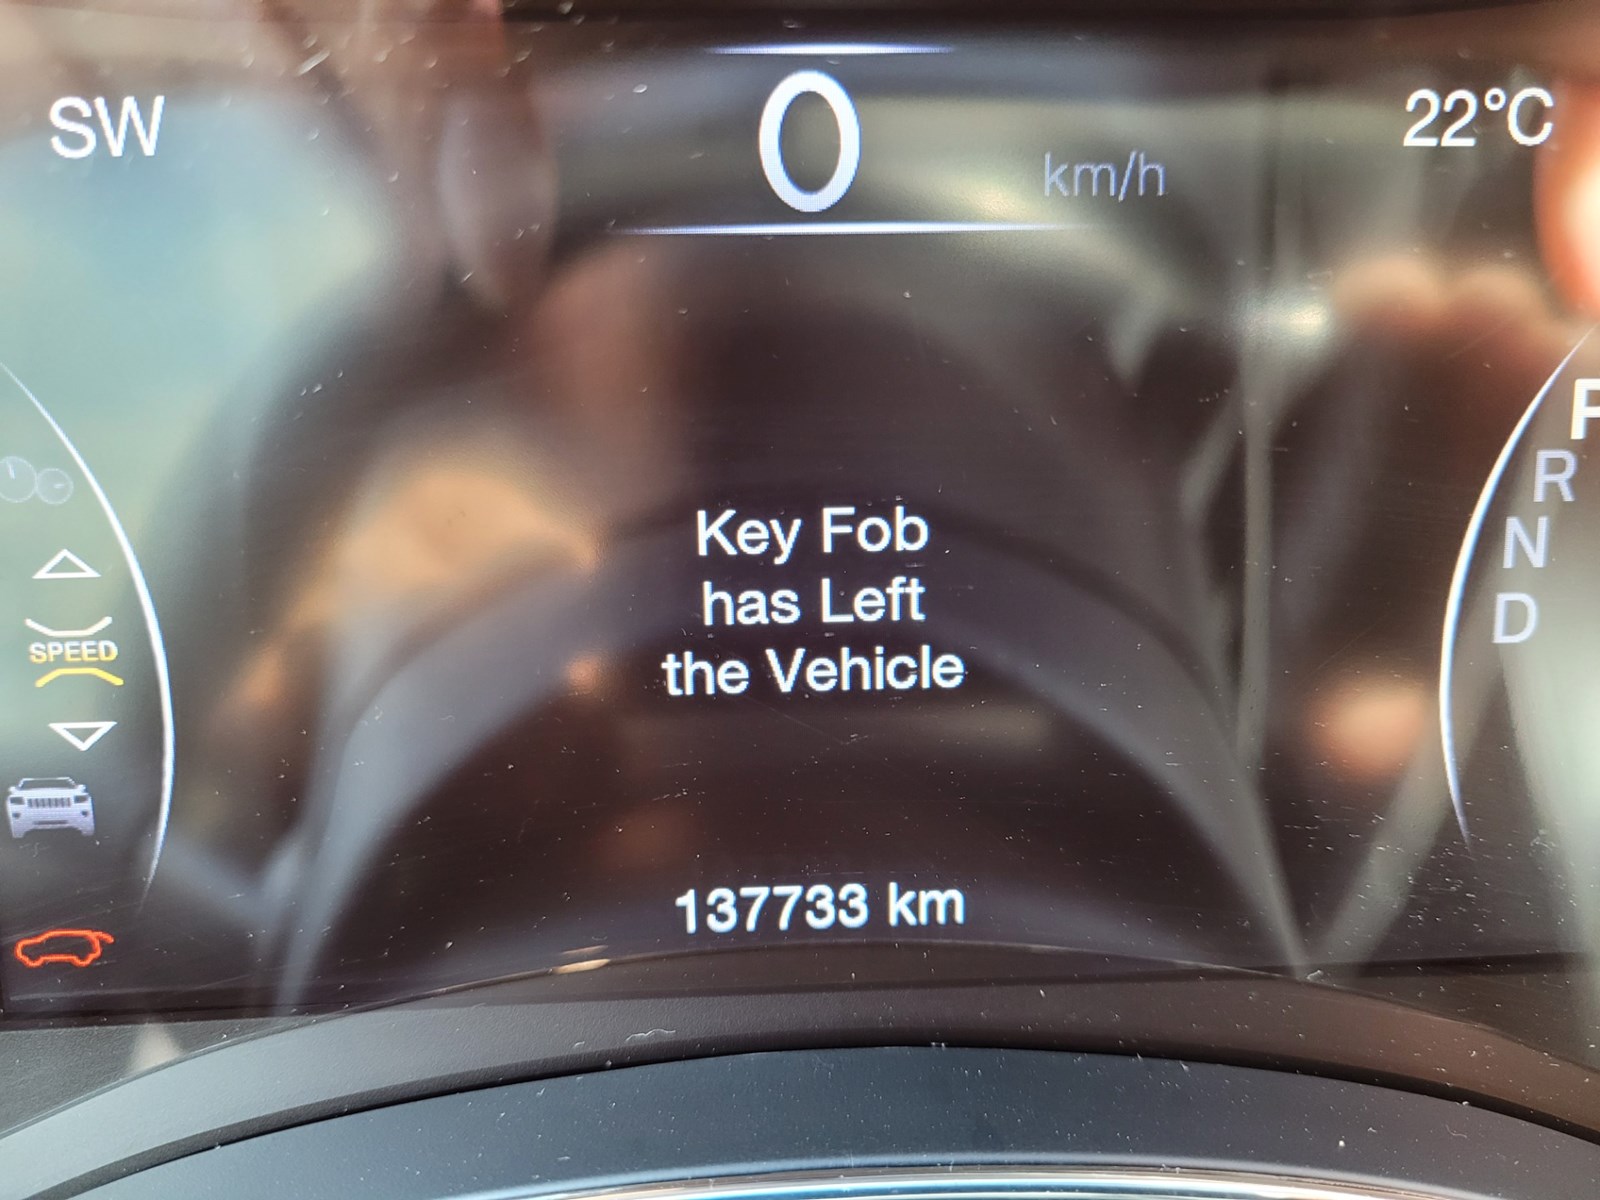 SW
0
km/h
22°C
P
R
N
D
SPEED
Key Fob
has Left
the Vehicle
137733 km